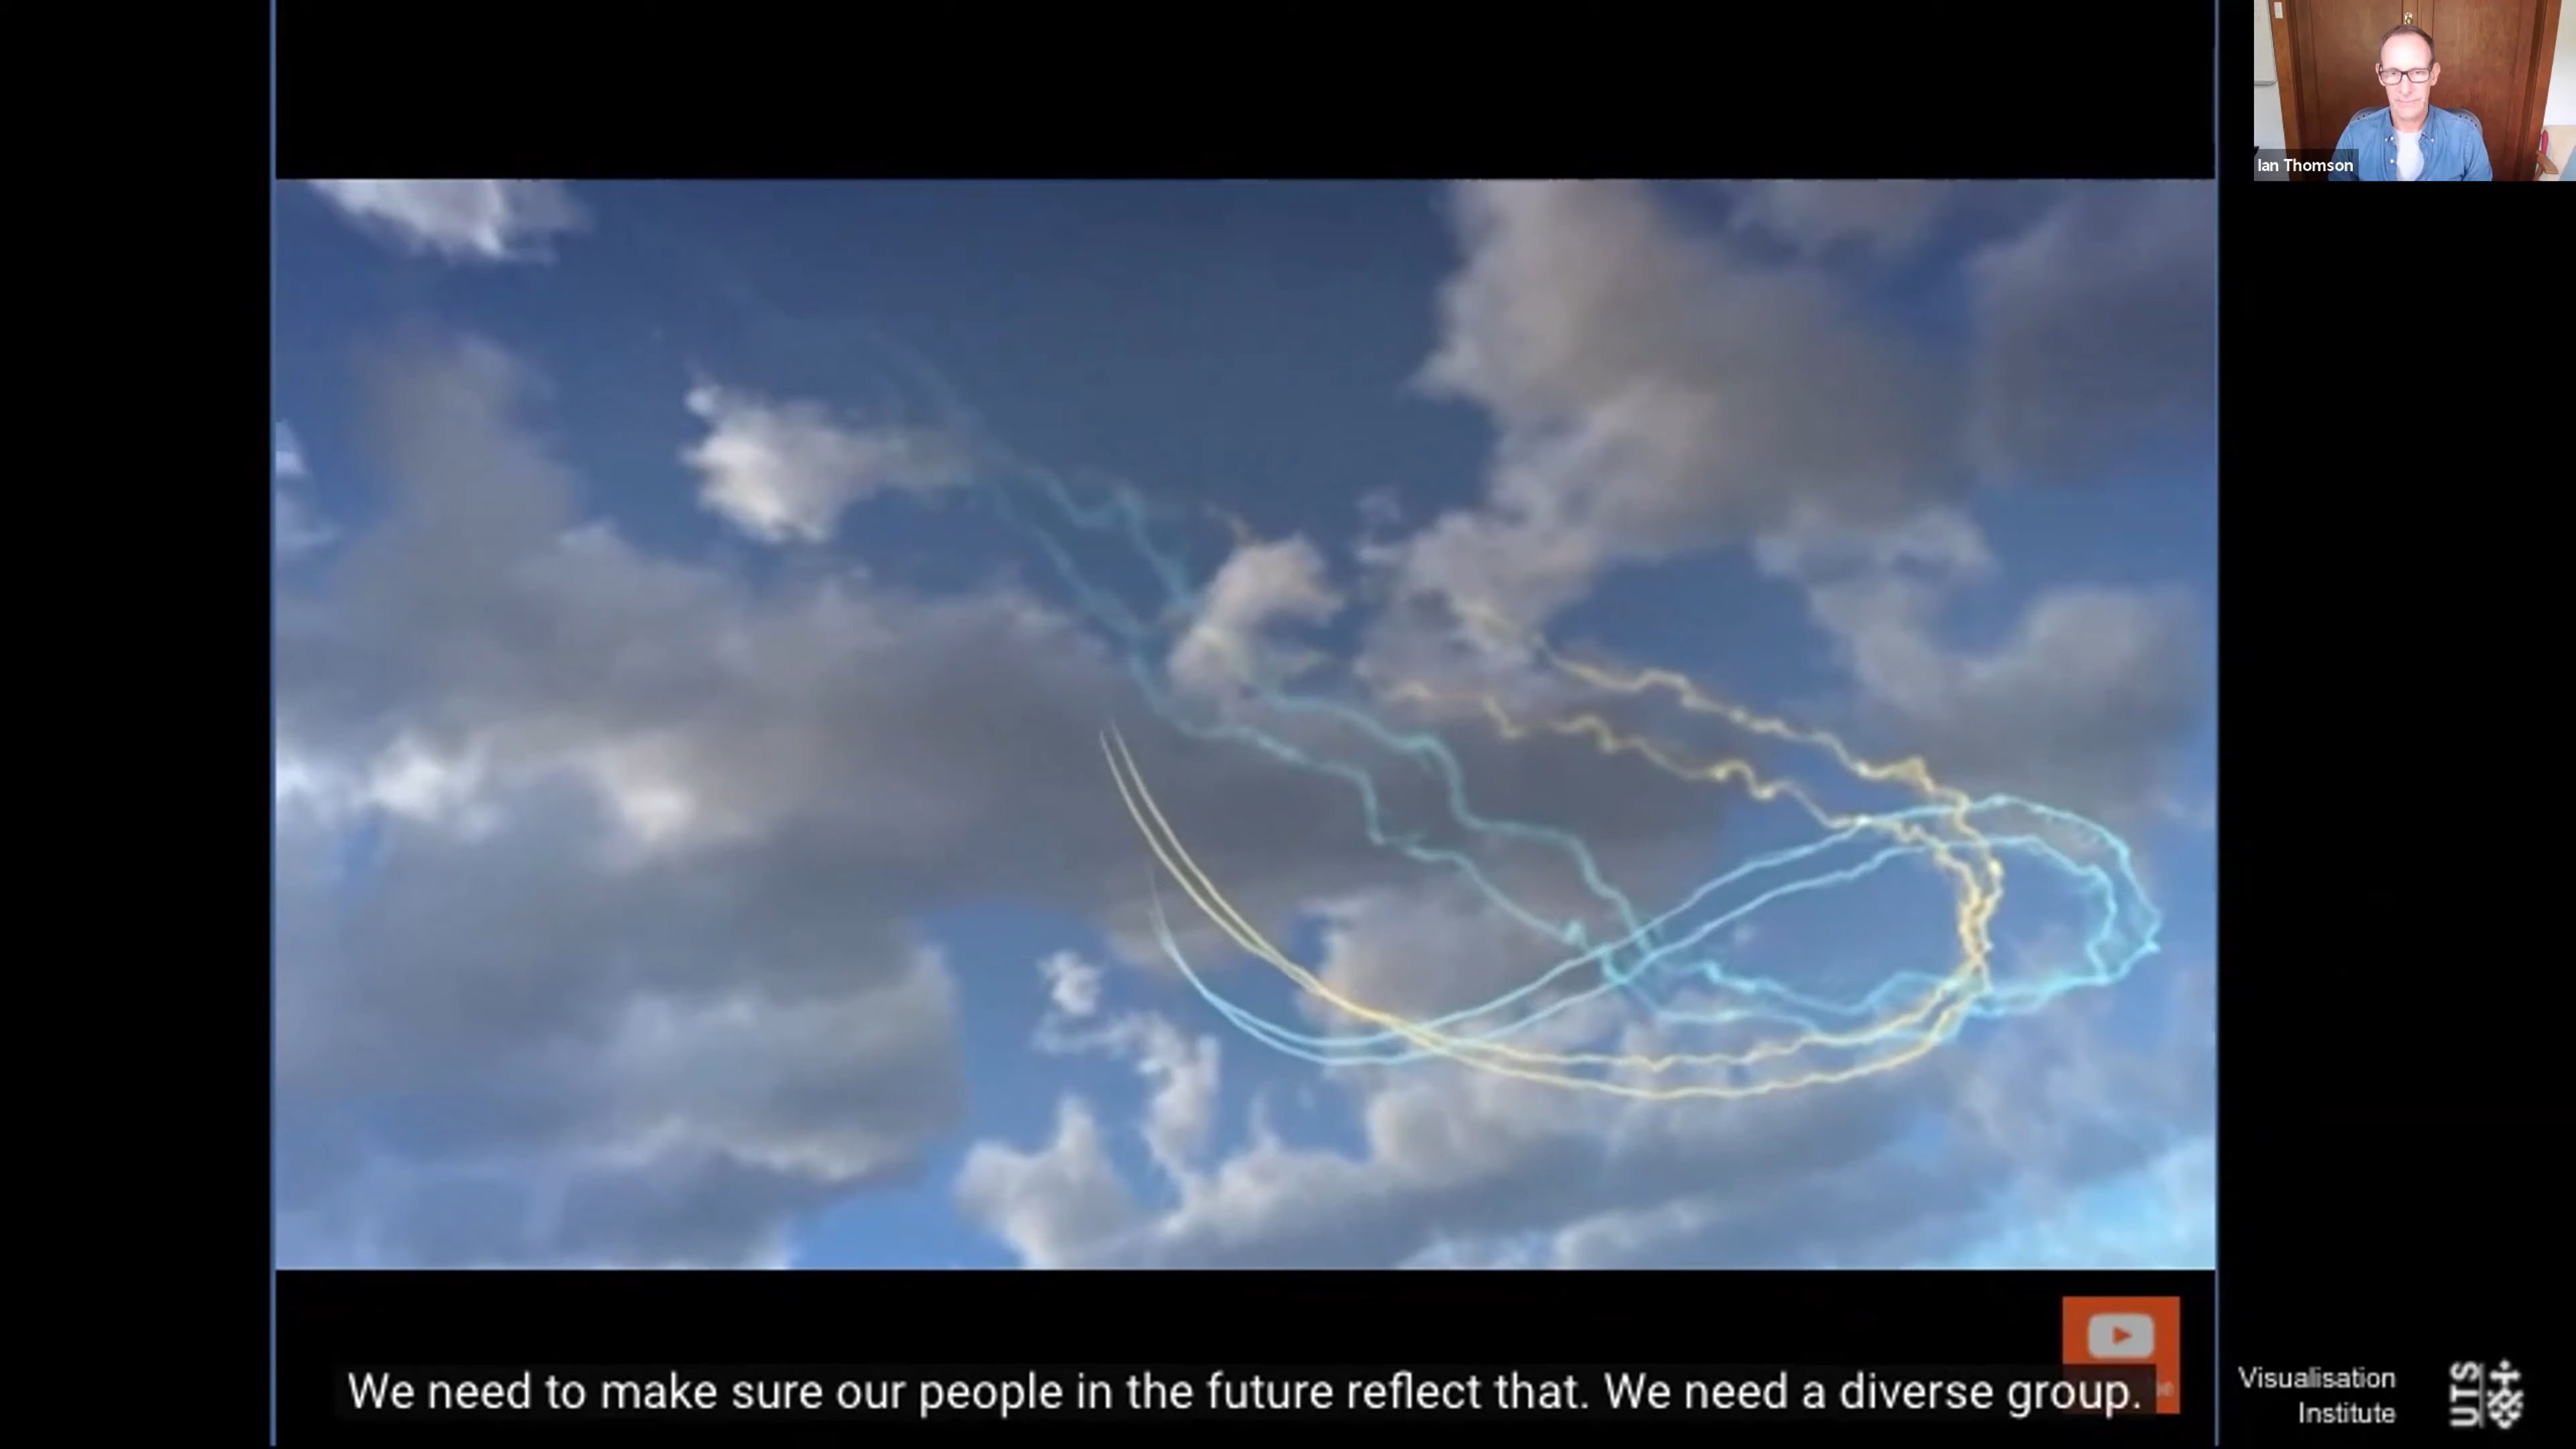 Ian Thomson
We need to make sure our people in the future reflect that. We need a diverse group.
Visualisation
Institute
UTS